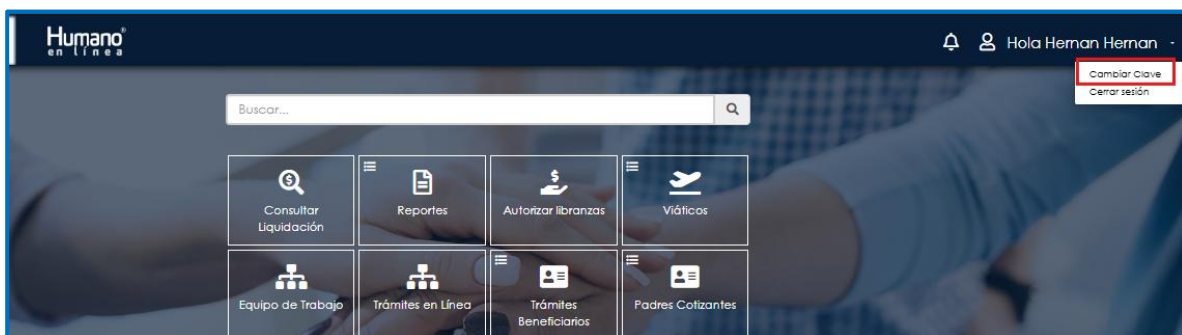 Humano®
en línea
Hola Hernan Hernan
Cambiar Clave
Cerrar sesión
Buscar...
Consultar
Liquidación
Reportes
Autorizar libranzas
Viáticos
Equipo de Trabajo
Trámites en Línea
Trámites
Beneficiarios
Padres Cotizantes